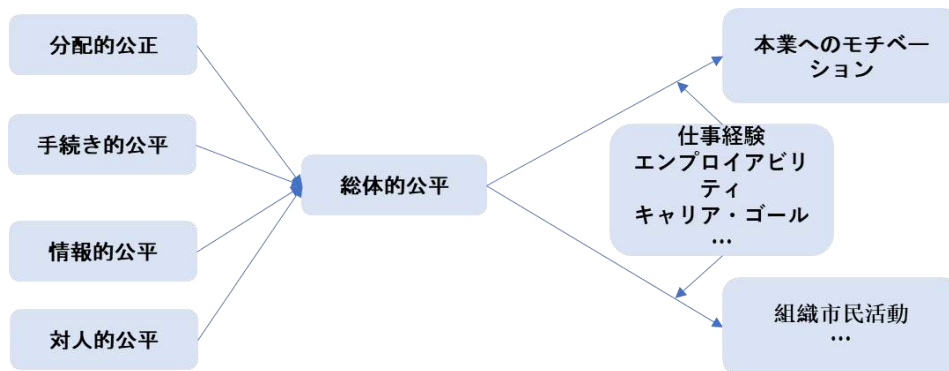 分配的公正
手続き的公平
情報的公平
対人的公平
総体的公平
本業へのモチベー
ション
仕事経験
エンプロイアビリ
ティ
キャリア・ゴール
…
組織市民活動
…